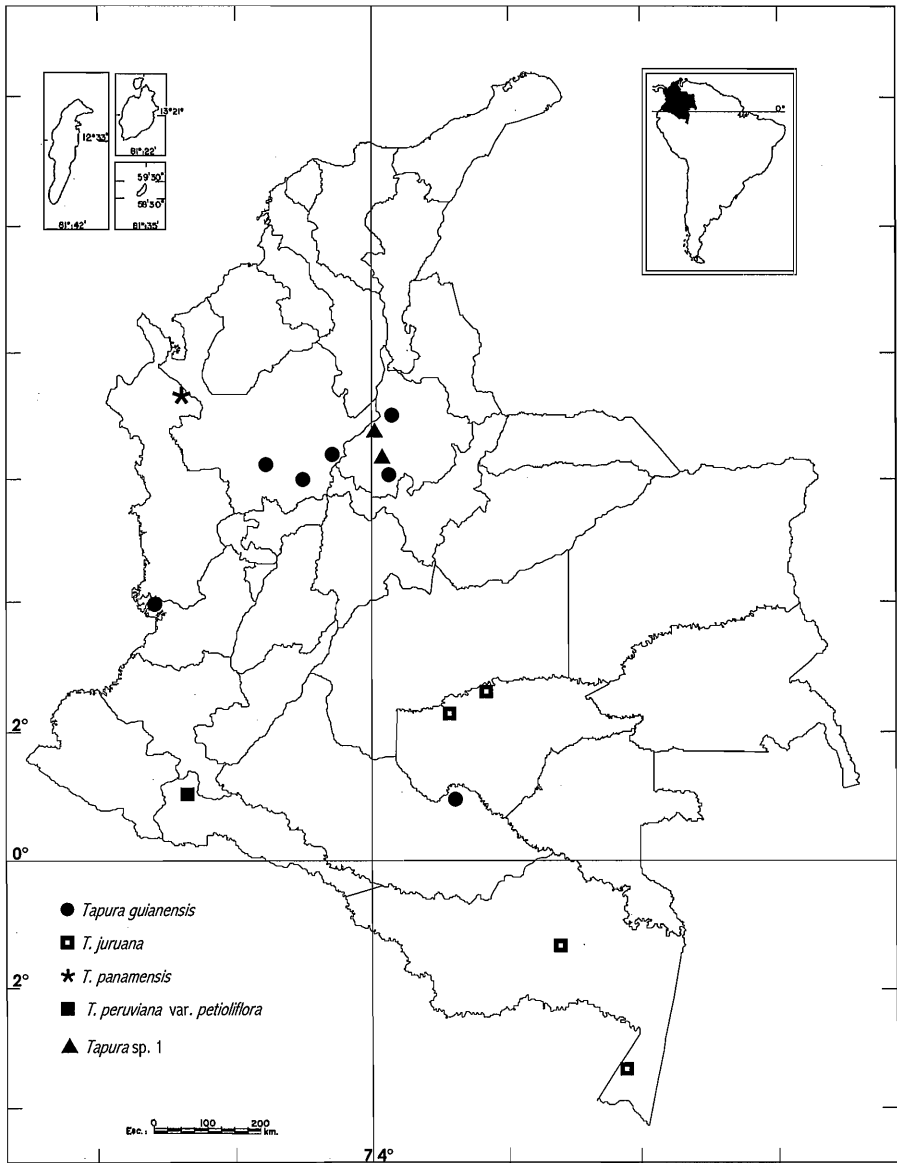 12°33'
81°:42'
13°21'
81°:22'
59'30"
58'30"
81°:35'
0°
2°
0°
Tapura guianensis
T. juruana
T. panamensis
2°
T. peruviana var. petioliflora
Tapura sp. 1
Esc.: 0 100 200 km.
74°